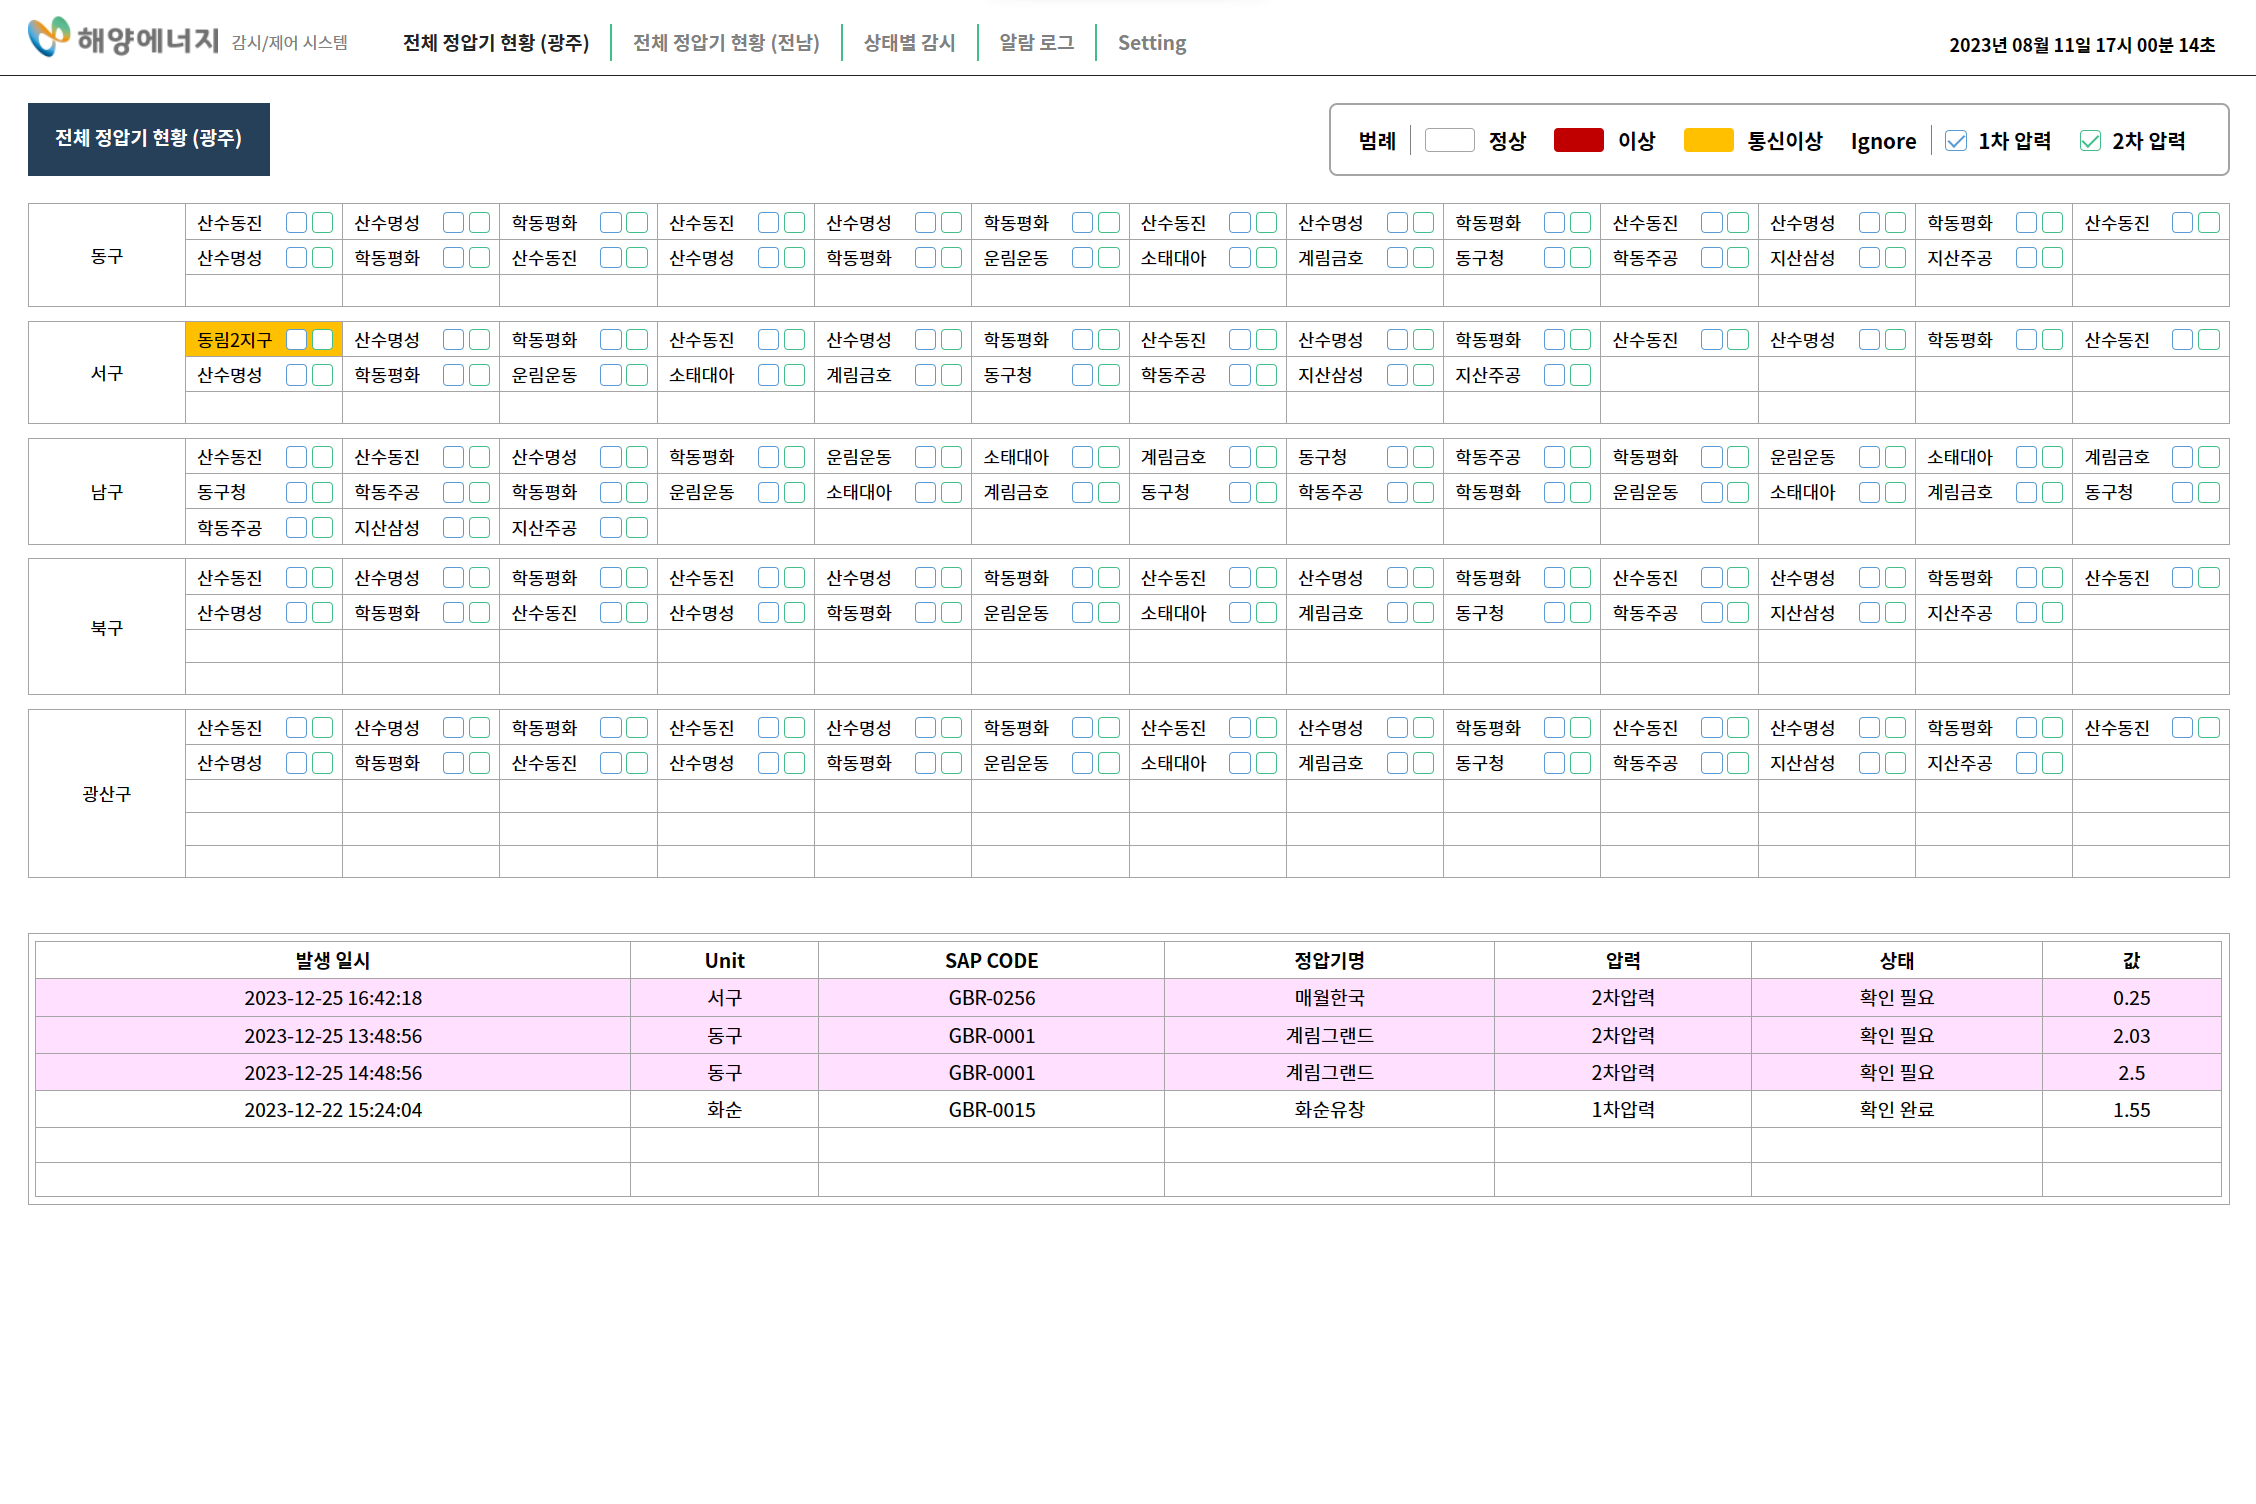 해양에너지 감시/제어 시스템 전체 정압기 현황 (광주) 전체 정압기 현황 (전남) 상태별 감시 알람 로그 Setting 2023년 08월 11일 17시 00분 14초
전체 정압기 현황 (광주) 범례 정상 이상 통신이상 Ignore 1차 압력 2차 압력
산수동진 산수명성 학동평화 산수동진 산수명성 학동평화 산수동진 산수명성 학동평화 산수동진 산수명성 학동평화 산수동진
동구 산수명성 학동평화 산수동진 산수명성 학동평화 운림운동 소태대아 계림금호 동구청 학동주공 지산삼성 지산주공
동림2지구 산수명성 학동평화 산수동진 산수명성 학동평화 산수동진 산수명성 학동평화 산수동진 산수명성 학동평화 산수동진
서구 산수명성 학동평화 운림운동 소태대아 계림금호 동구청 학동주공 지산삼성 지산주공
산수동진 산수동진 산수명성 학동평화 운림운동 소태대아 계림금호 동구청 학동주공 학동평화 운림운동 소태대아 계림금호
남구 동구청 학동주공 학동평화 운림운동 소태대아 계림금호 동구청 학동주공 학동평화 운림운동 소태대아 계림금호 동구청
학동주공 지산삼성 지산주공
산수동진 산수명성 학동평화 산수동진 산수명성 학동평화 산수동진 산수명성 학동평화 산수동진 산수명성 학동평화 산수동진
산수명성 학동평화 산수동진 산수명성 학동평화 운림운동 소태대아 계림금호 동구청 학동주공 지산삼성 지산주공
북구
산수동진 산수명성 학동평화 산수동진 산수명성 학동평화 산수동진 산수명성 학동평화 산수동진 산수명성 학동평화 산수동진
산수명성 학동평화 산수동진 산수명성 학동평화 운림운동 소태대아 계림금호 동구청 학동주공 지산삼성 지산주공
광산구
발생 일시 Unit SAP CODE 정압기명 압력 상태 값
2023-12-25 16:42:18 서구 GBR-0256 매월한국 2차압력 확인 필요 0.25
2023-12-25 13:48:56 동구 GBR-0001 계림그랜드 2차압력 확인 필요 2.03
2023-12-25 14:48:56 동구 GBR-0001 계림그랜드 2차압력 확인 필요 2.5
2023-12-22 15:24:04 화순 GBR-0015 화순유창 1차압력 확인 완료 1.55